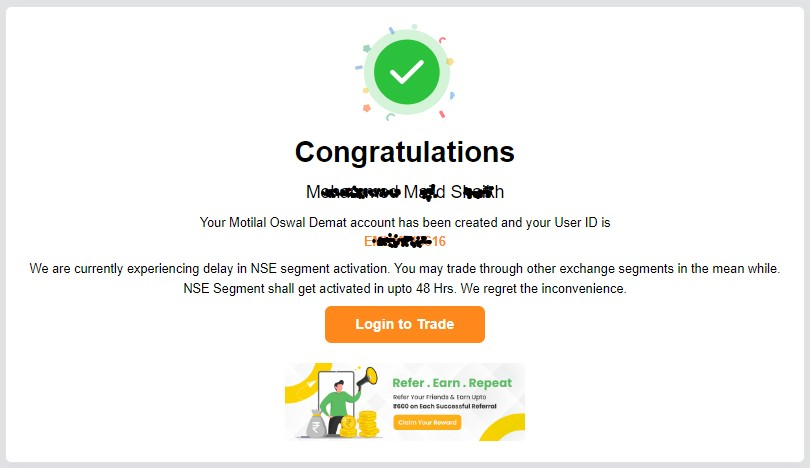 Congratulations
Your Motilal Oswal Demat account has been created and your User ID is
We are currently experiencing delay in NSE segment activation. You may trade through other exchange segments in the mean while.
NSE Segment shall get activated in upto 48 Hrs. We regret the inconvenience.
Login to Trade
Refer . Earn . Repeat
Refer Your Friends & Earn Upto
₹600 on Each Successful Referral
Claim Your Reward